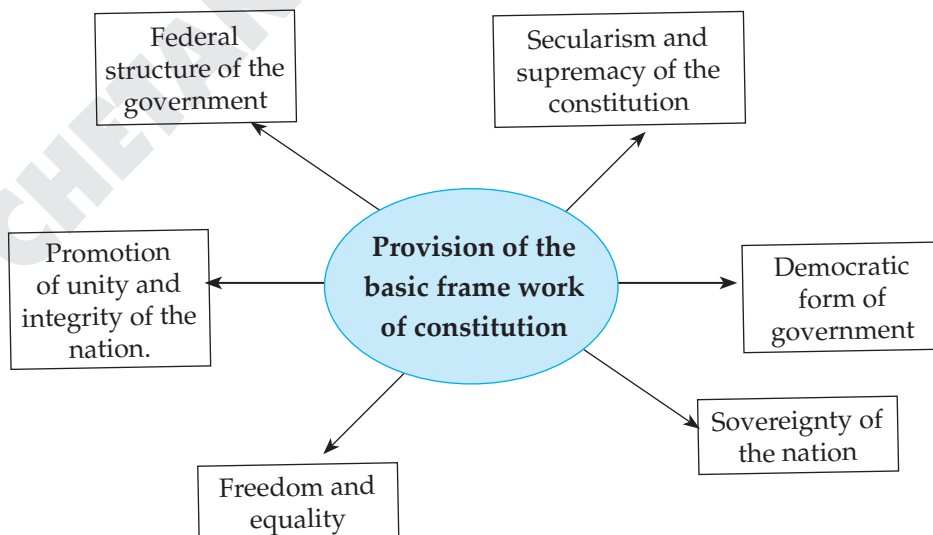 Federal
structure of the
government
Secularism and
supremacy of the
constitution
Provision of the
basic frame work
of constitution
Promotion
of unity and
integrity of the
nation.
Democratic
form of
government
Sovereignty of
the nation
Freedom and
equality